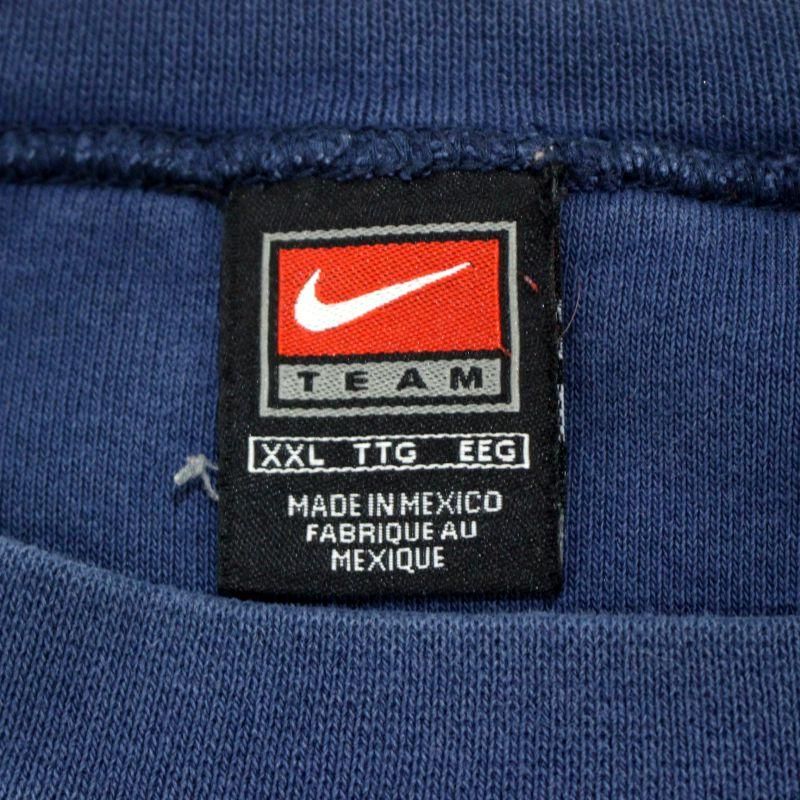 TEAM
XXL TTG EEG
MADE IN MEXICO
FABRIQUE AU
MEXIQUE